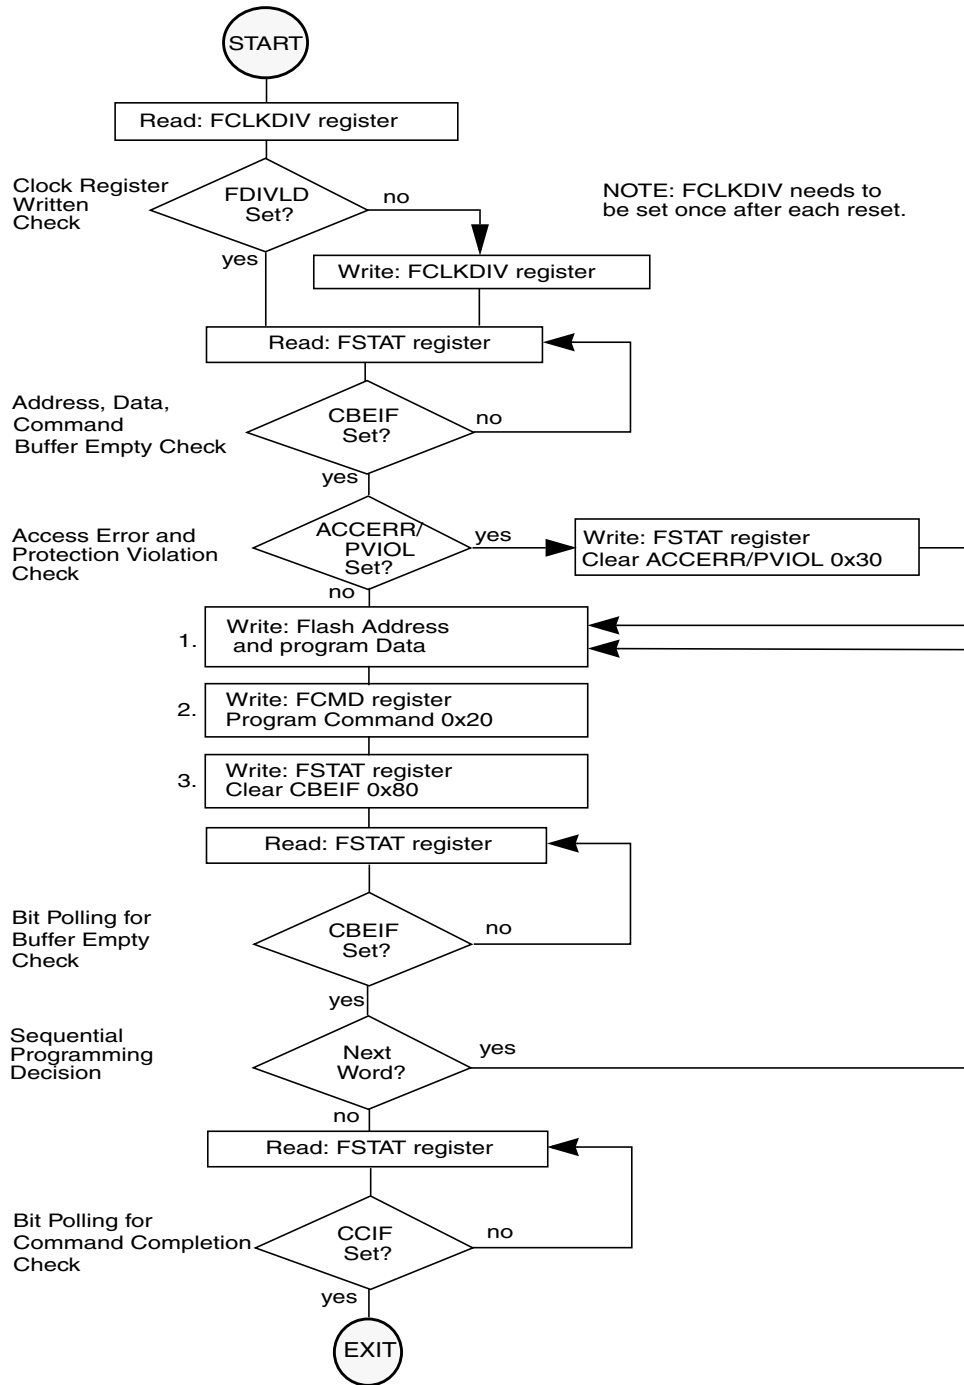 START
Read: FCLKDIV register
Clock Register
Written
Check
FDIVLD
Set?
no
yes
NOTE: FCLKDIV needs to
be set once after each reset.
Write: FCLKDIV register
Read: FSTAT register
Address, Data,
Command
Buffer Empty Check
CBEIF
Set?
no
yes
Access Error and
Protection Violation
Check
ACCERR/
PVIOL
Set?
yes
no
Write: FSTAT register
Clear ACCERR/PVIOL 0x30
1.
Write: Flash Address
and program Data
2.
Write: FCMD register
Program Command 0x20
3.
Write: FSTAT register
Clear CBEIF 0x80
Read: FSTAT register
Bit Polling for
Buffer Empty
Check
CBEIF
Set?
no
yes
Sequential
Programming
Decision
Next
Word?
yes
no
Read: FSTAT register
Bit Polling for
Command Completion
Check
CCIF
Set?
no
yes
EXIT